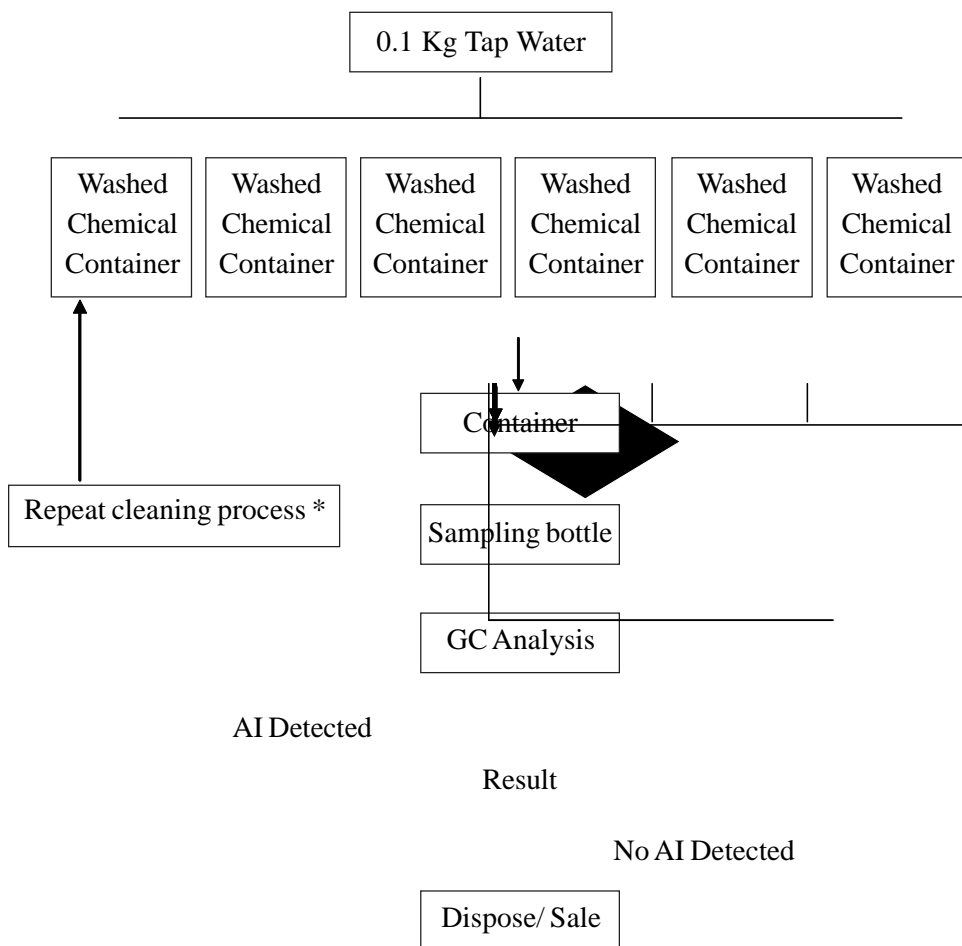 0.1 Kg Tap Water
Washed
Chemical
Container
Washed
Chemical
Container
Washed
Chemical
Container
Washed
Chemical
Container
Washed
Chemical
Container
Washed
Chemical
Container
Container
Repeat cleaning process *
Sampling bottle
GC Analysis
AI Detected
Result
No AI Detected
Dispose/ Sale